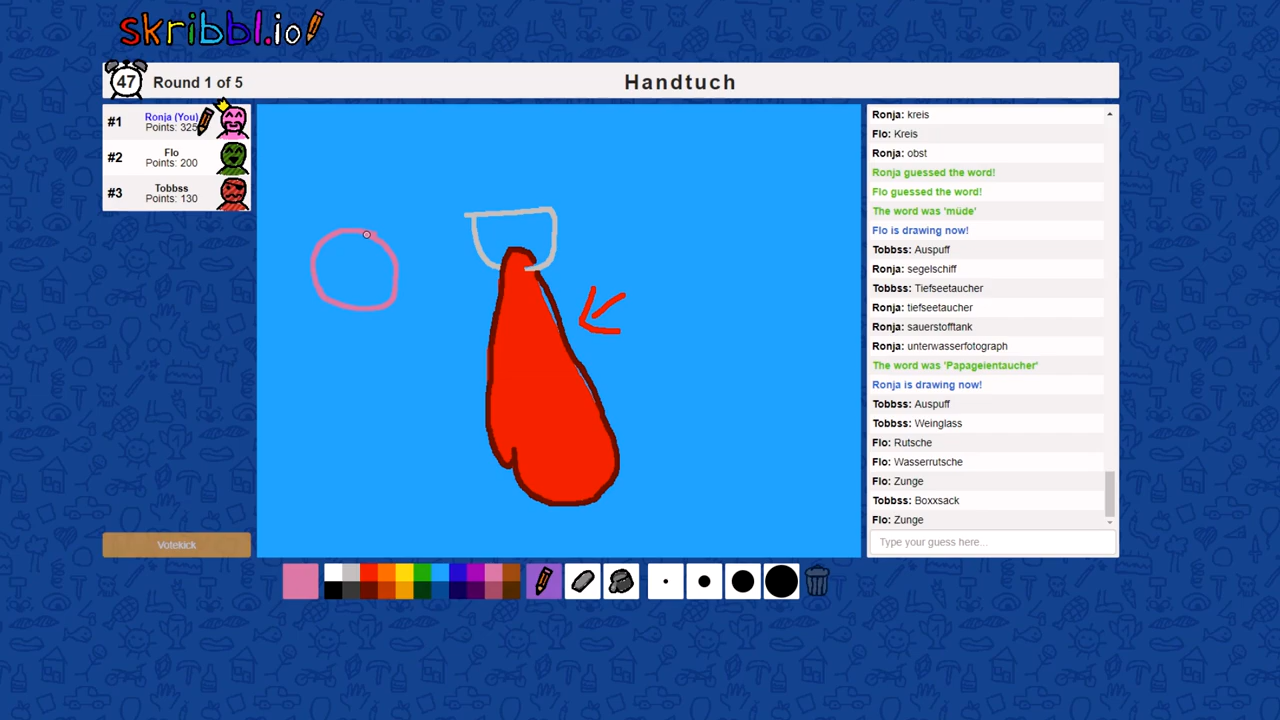 skribbl.io
47
Round 1 of 5
Handtuch
#1
Ronja (You)
Points: 325
#2
Flo
Points: 200
#3
Tobbss
Points: 130
Votekick
Ronja: kreis
Flo: Kreis
Ronja: obst
Ronja guessed the word!
Flo guessed the word!
The word was 'müde'
Flo is drawing now!
Tobbss: Auspuff
Ronja: segelschiff
Tobbss: Tiefseetaucher
Ronja: tiefseetaucher
Ronja: sauerstofftank
Ronja: unterwasserfotograph
The word was 'Papageientaucher'
Ronja is drawing now!
Tobbss: Auspuff
Tobbss: Weinglass
Flo: Rutsche
Flo: Wasserrutsche
Flo: Zunge
Tobbss: Boxxsack
Flo: Zunge
Type your guess here...